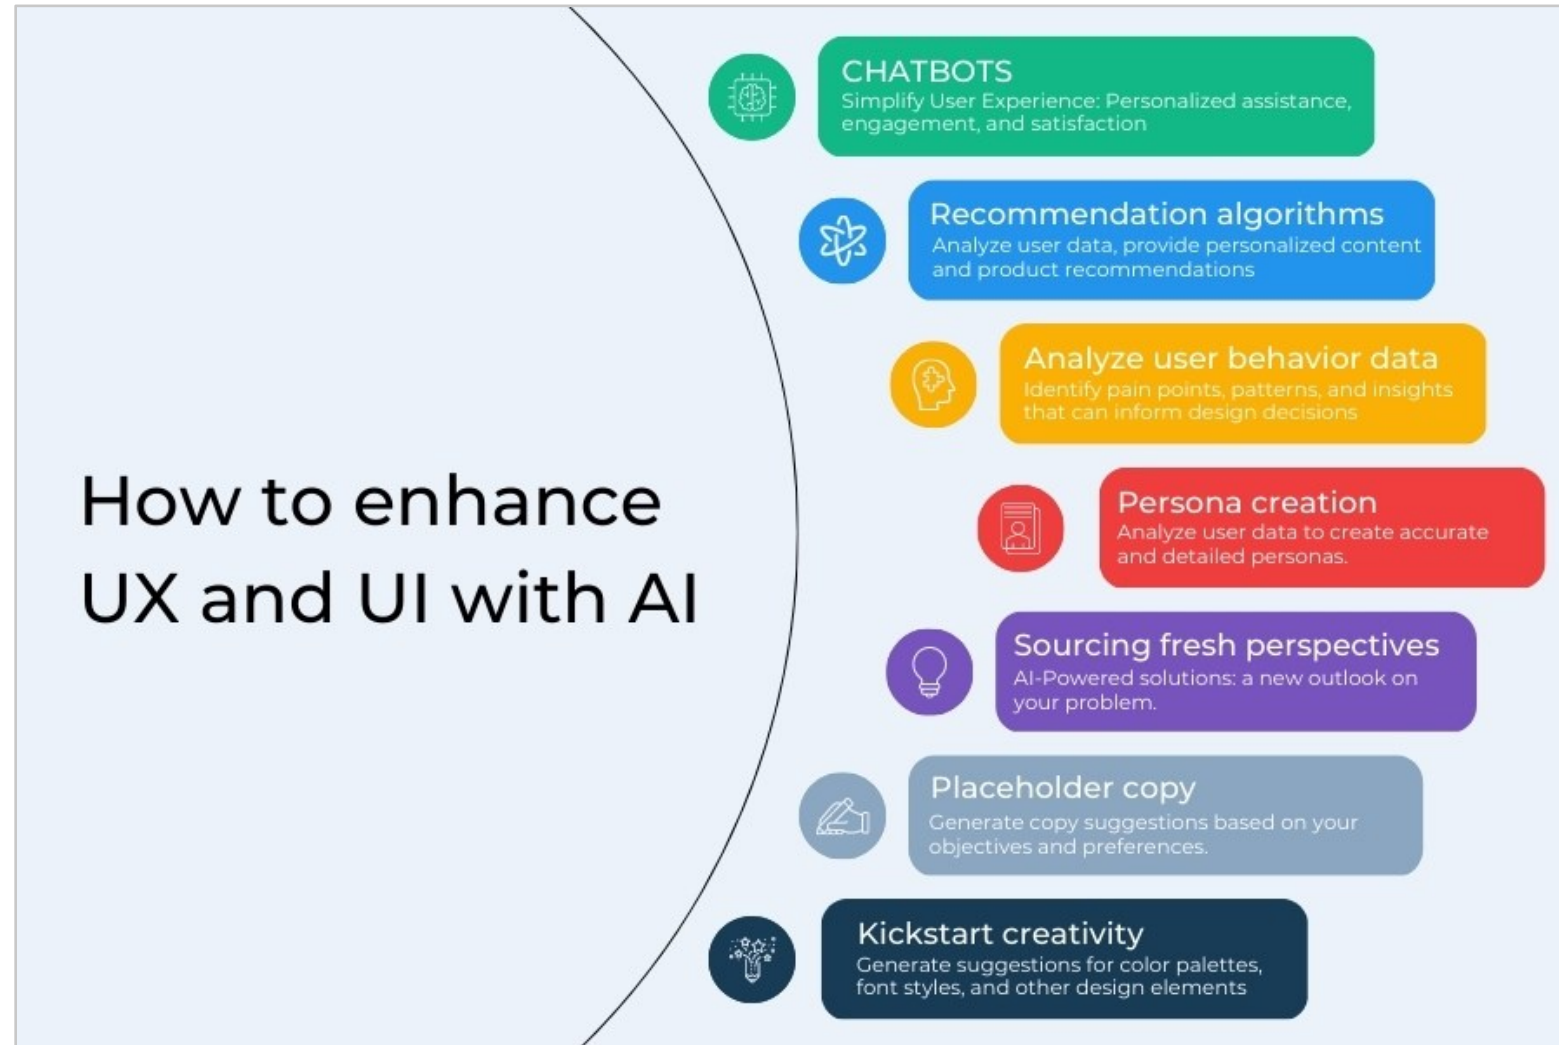 How to enhance
UX and UI with AI
CHATBOTS
Simplify User Experience: Personalized assistance,
engagement, and satisfaction
Recommendation algorithms
Analyze user data, provide personalized content
and product recommendations
Analyze user behavior data
Identify pain points, patterns, and insights
that can inform design decisions
Persona creation
Analyze user data to create accurate
and detailed personas.
Sourcing fresh perspectives
AI-Powered solutions: a new outlook on
your problem.
Placeholder copy
Generate copy suggestions based on your
objectives and preferences.
Kickstart creativity
Generate suggestions for color palettes,
font styles, and other design elements